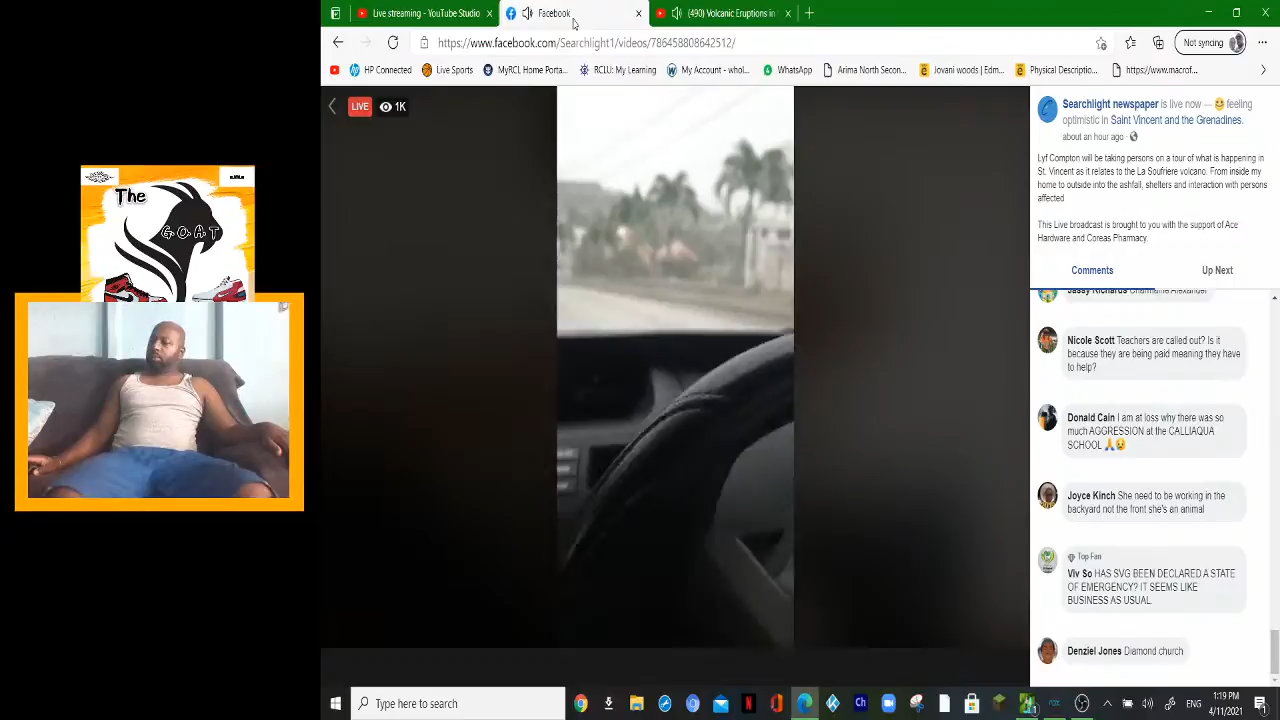 Live streaming - YouTube Studio
Facebook
(490) Volcanic Eruptions in
https://www.facebook.com/Searchlight1/videos/786458808642512/
Not syncing
HP Connected
Live Sports
MyRCL Home Porta...
RCLU: My Learning
My Account - whol...
WhatsApp
Arima North Secon...
Jovani woods | Edm...
Physical Descriptio...
https://www.macrof...
LIVE
1K
The
G.O.A.T
Searchlight newspaper is live now — feeling
optimistic in Saint Vincent and the Grenadines.
about an hour ago
Lyf Compton will be taking persons on a tour of what is happening in
St. Vincent as it relates to the La Soufriere volcano. From inside my
home to outside into the ashfall, shelters and interaction with persons
affected
This Live broadcast is brought to you with the support of Ace
Hardware and Coreas Pharmacy.
Comments
Up Next
Jassy Richards Charmaine Alexander
Nicole Scott Teachers are called out? Is it
because they are being paid meaning they have
to help?
Donald Cain I am at loss why there was so
much AGGRESSION at the CALLIAQUA
SCHOOL 🙏😢
Joyce Kinch She need to be working in the
backyard not the front she's an animal
Top Fan
Viv So HAS SVG BEEN DECLARED A STATE
OF EMERGENCY? IT SEEMS LIKE
BUSINESS AS USUAL.
Denziel Jones Diamond church
Type here to search
ENG
1:19 PM
4/11/2021